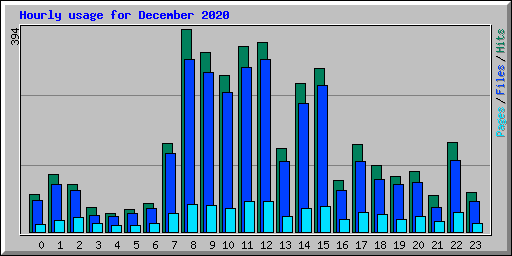 Hourly usage for December 2020
394
Pages/Files/Hits
0 1 2 3 4 5 6 7 8 9 10 11 12 13 14 15 16 17 18 19 20 21 22 23